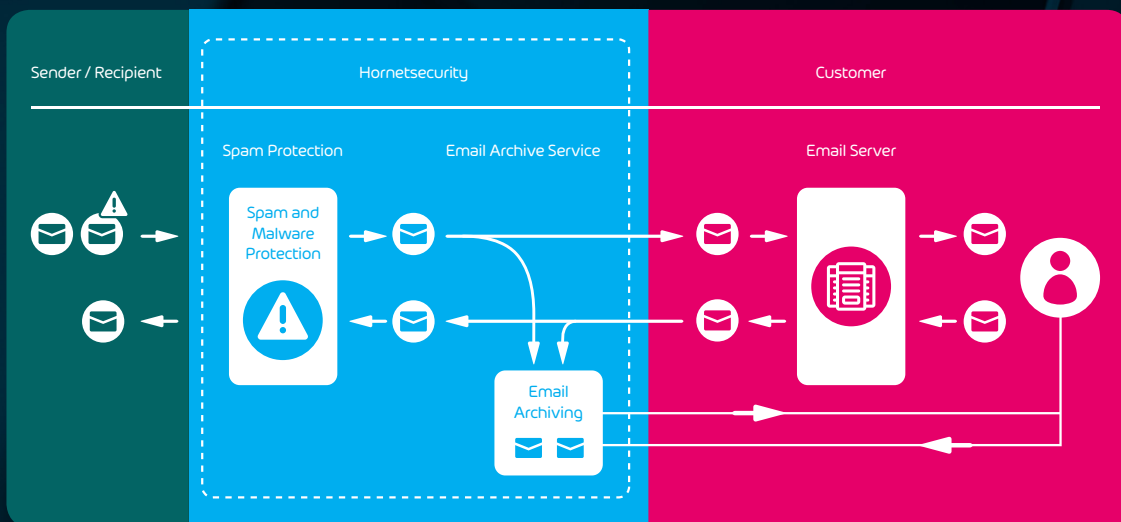 Sender / Recipient
Hornetsecurity
Customer
Spam Protection
Email Archive Service
Email Server
Spam and
Malware
Protection
Email
Archiving